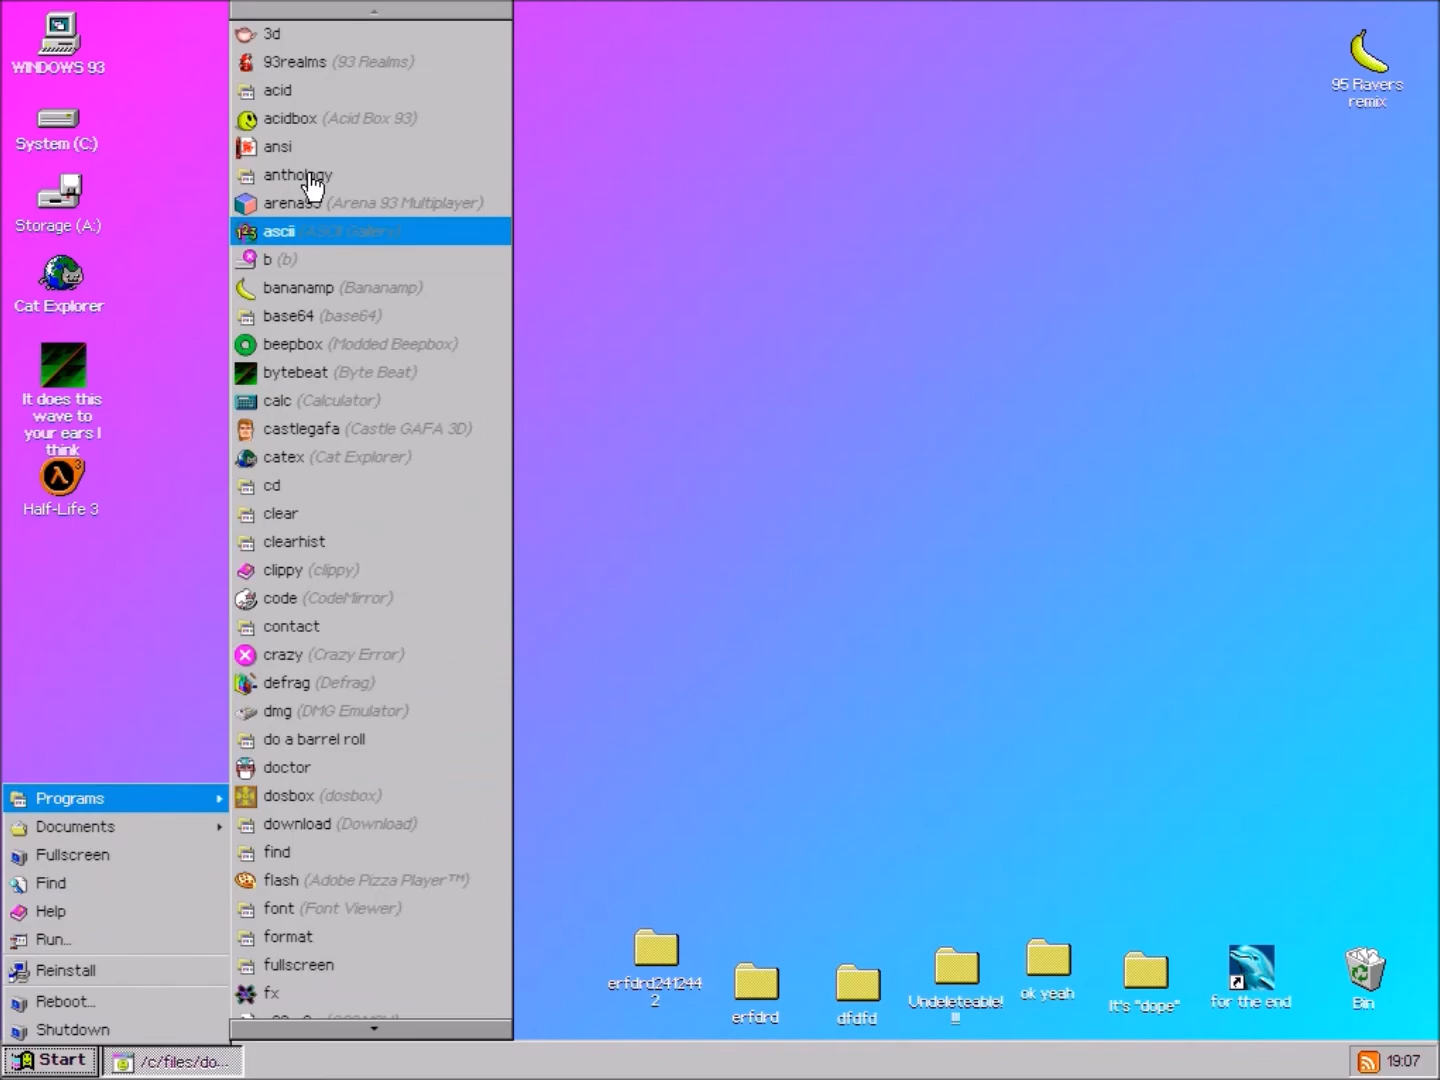 WINDOWS 93
System (C:)
Storage (A:)
Cat Explorer
It does this
wave to
your ears I
think
3
Half-Life 3
3d
93realms (93 Realms)
acid
acidbox (Acid Box 93)
ansi
anthology
arena93 (Arena 93 Multiplayer)
ascii (ASCII Gallery)
b (b)
bananamp (Bananamp)
base64 (base64)
beepbox (Modded Beepbox)
bytebeat (Byte Beat)
calc (Calculator)
castlegafa (Castle GAFA 3D)
catex (Cat Explorer)
cd
clear
clearhist
clippy (clippy)
code (CodeMirror)
contact
crazy (Crazy Error)
defrag (Defrag)
dmg (DMG Emulator)
do a barrel roll
doctor
dosbox (dosbox)
download (Download)
find
flash (Adobe Pizza Player™)
font (Font Viewer)
format
fullscreen
fx
Programs
Documents
Fullscreen
Find
Help
Run...
Reinstall
Reboot...
Shutdown
Start
/c/files/do...
95 Ravers
remix
erfdrd241244
2
erfdrd
dfdfd
Undeleteable!
!!!
ok yeah
It's "dope"
for the end
Bin
19:07